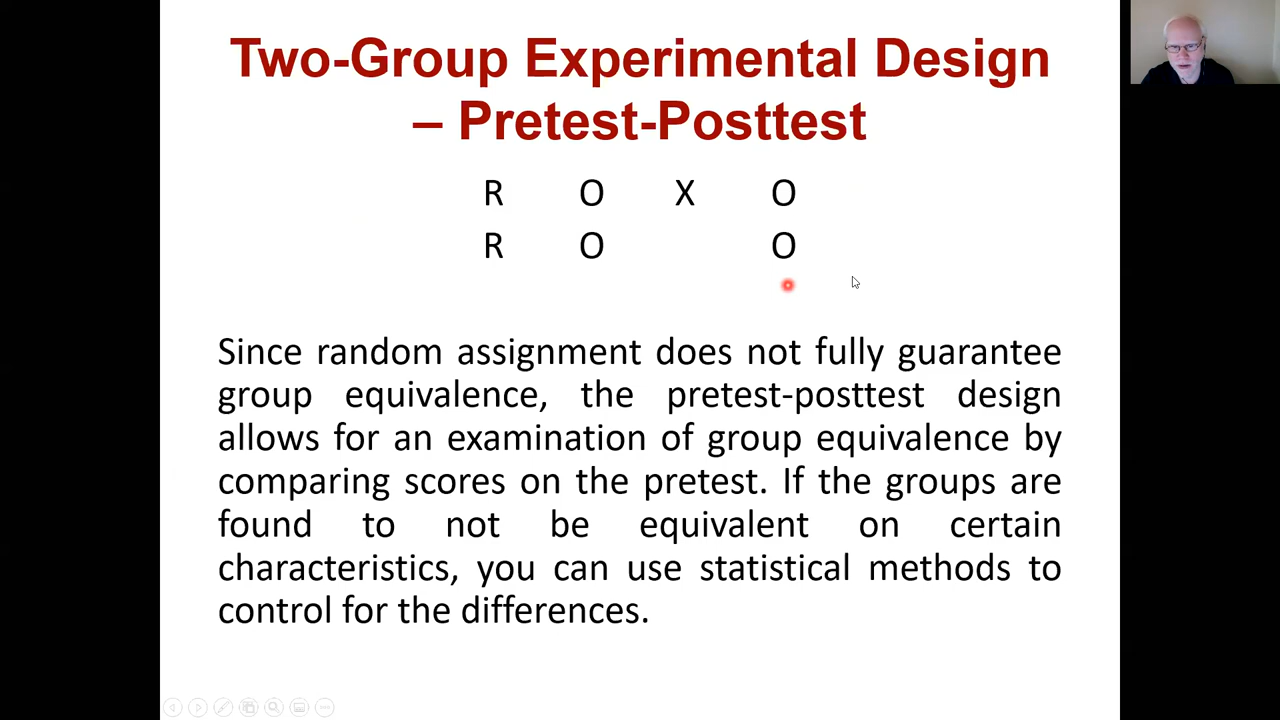 Two-Group Experimental Design
– Pretest-Posttest
R O X O
R O O
Since random assignment does not fully guarantee
group equivalence, the pretest-posttest design
allows for an examination of group equivalence by
comparing scores on the pretest. If the groups are
found to not be equivalent on certain
characteristics, you can use statistical methods to
control for the differences.